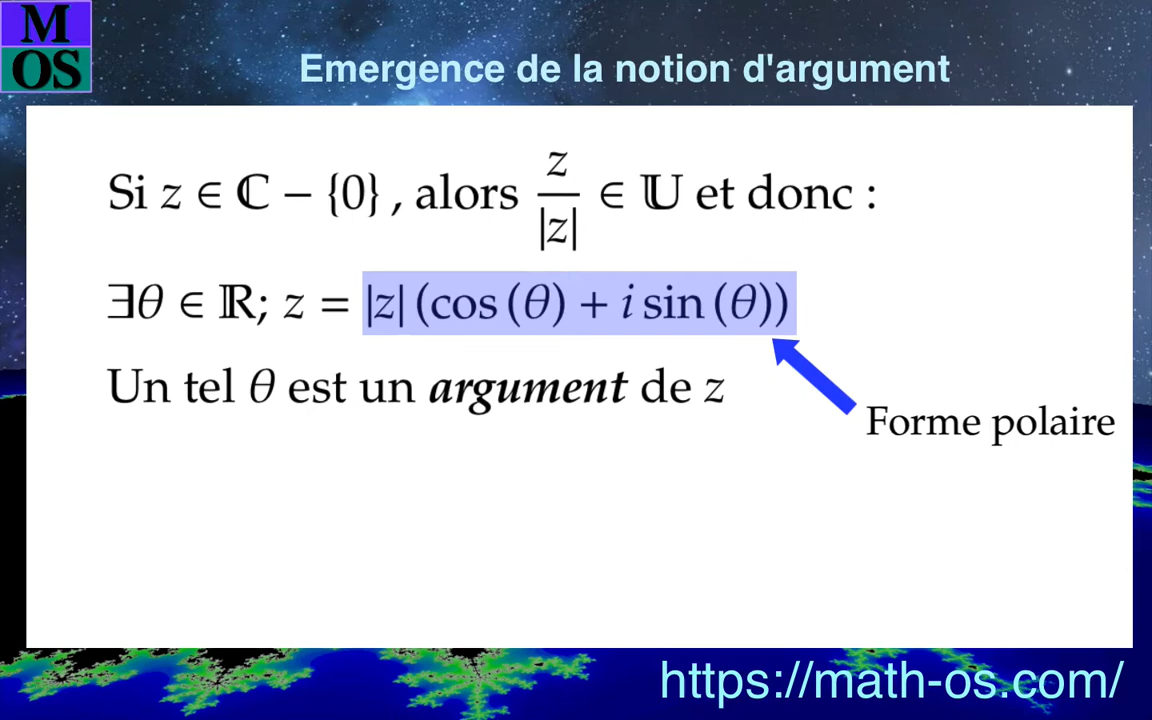 M
OS
Emergence de la notion d'argument
Si z ∈ ℂ − {0} , alors z/|z| ∈ 𝕌 et donc :
∃θ ∈ ℝ; z = |z| (cos (θ) + i sin (θ))
Un tel θ est un argument de z
Forme polaire
https://math-os.com/